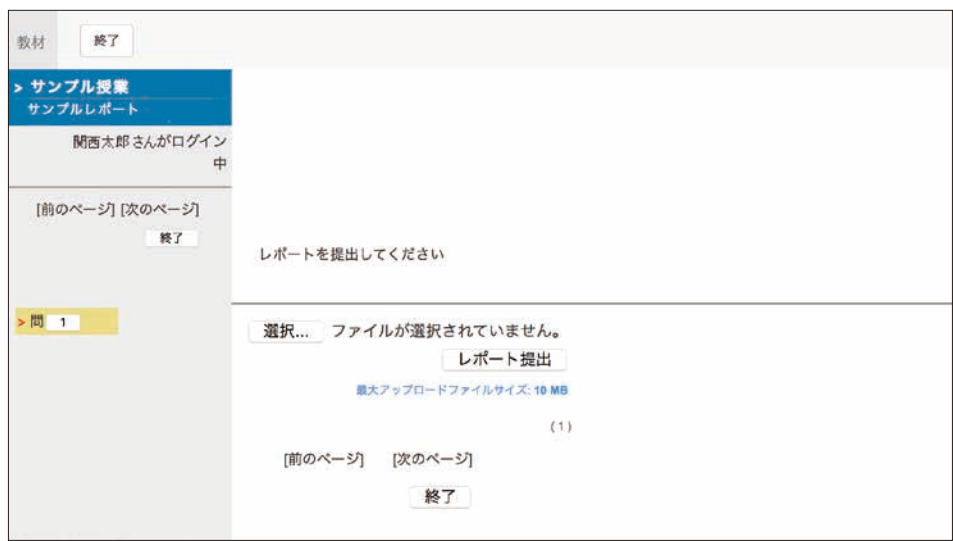 教材 終了
> サンプル授業
サンプルレポート
関西太郎 さんがログイン
中
[前のページ] [次のページ]
終了
> 問 1
レポートを提出してください
選択... ファイルが選択されていません。
レポート提出
最大アップロードファイルサイズ: 10 MB
(1)
[前のページ] [次のページ]
終了